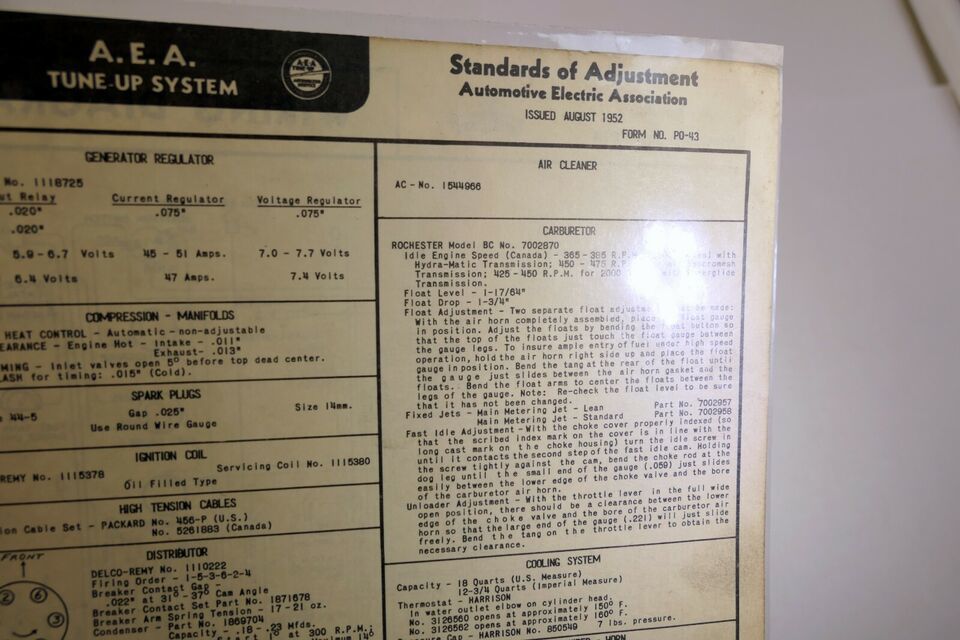 A.E.A.
TUNE-UP SYSTEM
A E A
Standards of Adjustment
Automotive Electric Association
ISSUED AUGUST 1952
FORM NO. PO-43
GENERATOR REGULATOR
No. 1118725
ut Relay Current Regulator Voltage Regulator
.020" .075" .075"
.020"
5.9 - 6.7 Volts 45 - 51 Amps. 7.0 - 7.7 Volts
6.4 Volts 47 Amps. 7.4 Volts
COMPRESSION - MANIFOLDS
HEAT CONTROL - Automatic - non-adjustable
EARANCE - Engine Hot - Intake - .011"
Exhaust- .013"
MING - Inlet valves open 5° before top dead center.
LASH for timing: .015" (Cold).
SPARK PLUGS
44-5 Gap .025" Size 14mm.
Use Round Wire Gauge
IGNITION COIL
REMY No. 1115378 Servicing Coil No. 1115380
Oil Filled Type
HIGH TENSION CABLES
ion Cable Set - PACKARD No. 456-P (U.S.)
No. 5261883 (Canada)
DISTRIBUTOR
FRONT
2 6
3
DELCO-REMY No. 1110222
Firing Order - 1-5-3-6-2-4
Breaker Contact Gap -
.022" at 31°- 37° Cam Angle
Breaker Contact Set Part No. 1871678
Breaker Arm Spring Tension - 17 - 21 oz.
Condenser - Part No. 1869704
Capacity - .18 - .23 Mfds.
at 300 R.P.M.;
AIR CLEANER
AC - No. 1544966
CARBURETOR
ROCHESTER Model BC No. 7002870
Idle Engine Speed (Canada) - 365 - 385 R.P.M. with
Hydra-Matic Transmission; 450 - 475 R.P.
Transmission; 425 - 450 R.P.M. for 2000
Transmission.
Float Level - 1-17/64"
Float Drop - 1-3/4"
Float Adjustment - Two separate float be made:
With the air horn completely assembled, gauge
in position. Adjust the floats by bending button so
that the top of the floats just touch the float gauge between
the gauge legs. To insure ample entry of fuel under high speed
operation, hold the air horn right side up and place the float
gauge in position. Bend the tang at the rear of the float until
the gauge just slides between the air horn gasket and the
floats. Bend the float arms to center the floats between the
legs of the gauge. Note: Re-check the float level to be sure
that it has not been changed.
Fixed Jets - Main Metering Jet - Lean Part No. 7002957
Main Metering Jet - Standard Part No. 7002958
Fast Idle Adjustment - With the choke cover properly indexed (so
that the scribed index mark on the cover is in line with the
long cast mark on the choke housing) turn the idle screw in
until it contacts the second step of the fast idle cam. Holding
the screw tightly against the cam, bend the choke rod at the
dog leg until the small end of the gauge (.059) just slides
easily between the lower edge of the choke valve and the bore
of the carburetor air horn.
Unloader Adjustment - With the throttle lever in the full wide
open position, there should be a clearance between the lower
edge of the choke valve and the bore of the carburetor air
horn so that the large end of the gauge (.221) will just slide
freely. Bend the tang on the throttle lever to obtain the
necessary clearance.
COOLING SYSTEM
Capacity - 18 Quarts (U.S. Measure)
12-3/4 Quarts (Imperial Measure)
Thermostat - HARRISON
In water outlet elbow on cylinder head.
No. 3126560 opens at approximately 150° F.
No. 3126562 opens at approximately 160° F.
Cap - HARRISON No. 850549 7 lbs. pressure.
HORN